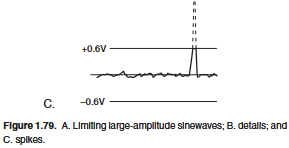 +0.6V
C.
–0.6V
Figure 1.79. A. Limiting large-amplitude sinewaves; B. details; and
C. spikes.